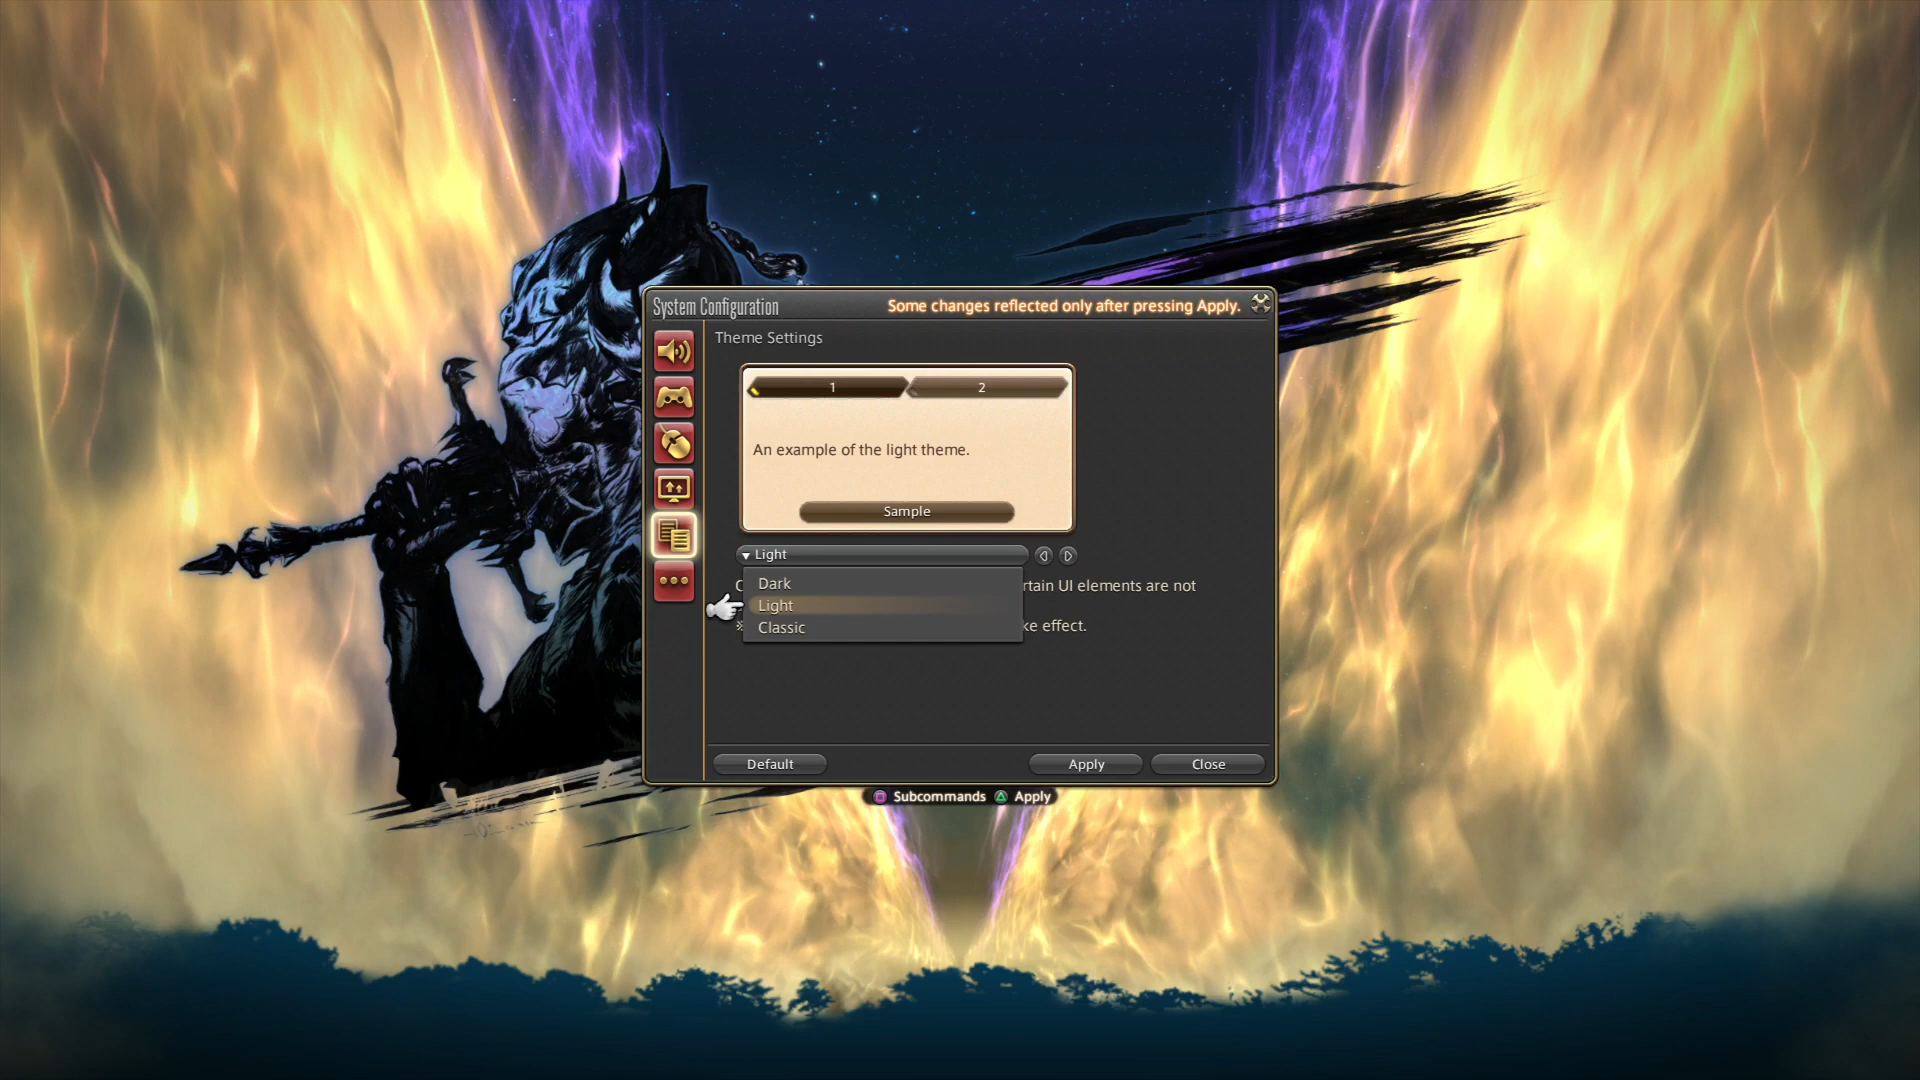 System Configuration
Some changes reflected only after pressing Apply.
Theme Settings
1
2
An example of the light theme.
Sample
Light
Dark
rtain UI elements are not
Light
Classic
ke effect.
Default
Apply
Close
Subcommands
Apply